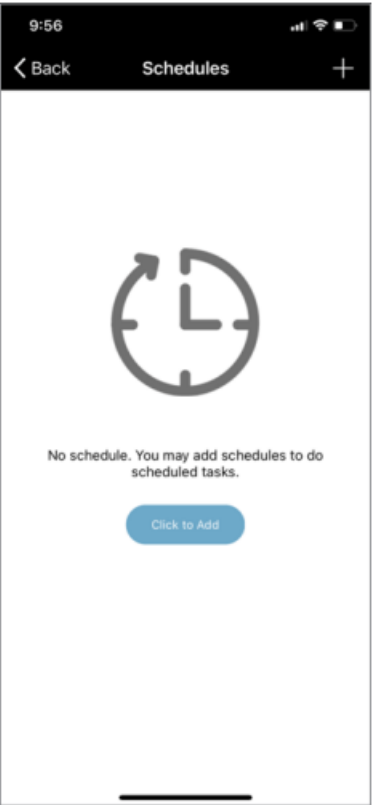 9:56
Back
Schedules
No schedule. You may add schedules to do
scheduled tasks.
Click to Add